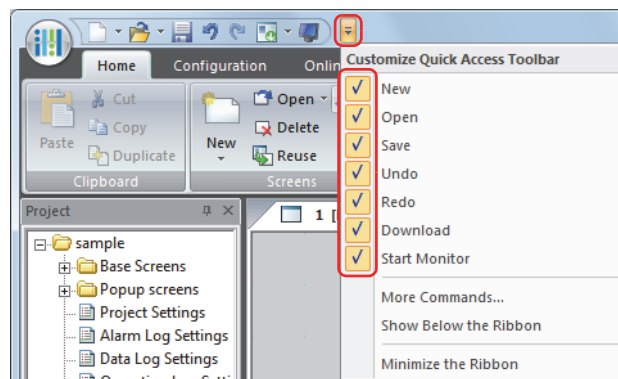 Home Configuration Onlin
Customize Quick Access Toolbar
New
Open
Save
Undo
Redo
Download
Start Monitor
More Commands...
Show Below the Ribbon
Minimize the Ribbon
Paste
Cut
Copy
Duplicate
Clipboard
New
Open
Delete
Reuse
Screens
Project
1 [
sample
Base Screens
Popup screens
Project Settings
Alarm Log Settings
Data Log Settings